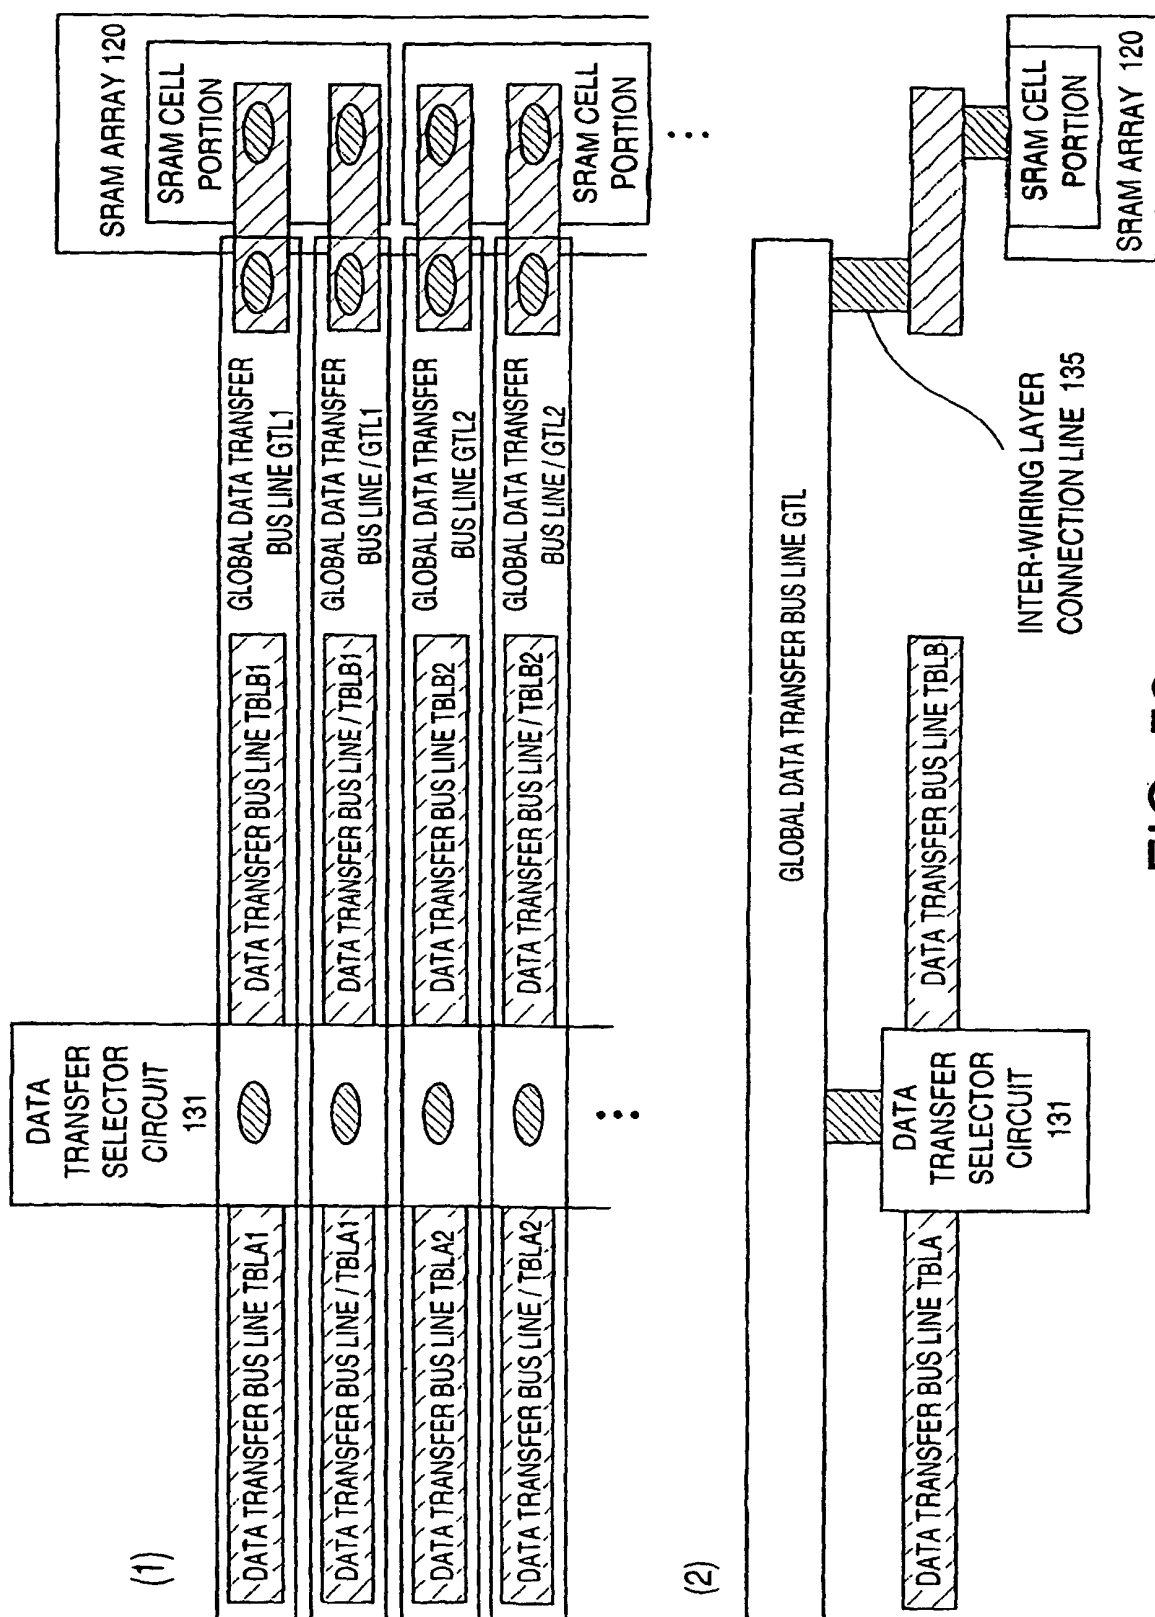 (1)
DATA
TRANSFER
SELECTOR
CIRCUIT
131
SRAM ARRAY 120
SRAM CELL
PORTION
DATA TRANSFER BUS LINE TBLA1
DATA TRANSFER BUS LINE TBLB1
GLOBAL DATA TRANSFER
BUS LINE GTL1
DATA TRANSFER BUS LINE / TBLA1
DATA TRANSFER BUS LINE / TBLB1
GLOBAL DATA TRANSFER
BUS LINE / GTL1
DATA TRANSFER BUS LINE TBLA2
DATA TRANSFER BUS LINE TBLB2
GLOBAL DATA TRANSFER
BUS LINE GTL2
DATA TRANSFER BUS LINE / TBLA2
DATA TRANSFER BUS LINE / TBLB2
GLOBAL DATA TRANSFER
BUS LINE / GTL2
SRAM CELL
PORTION
(2)
GLOBAL DATA TRANSFER BUS LINE GTL
DATA TRANSFER BUS LINE TBLA
DATA
TRANSFER
SELECTOR
CIRCUIT
131
DATA TRANSFER BUS LINE TBLB
INTER-WIRING LAYER
CONNECTION LINE 135
SRAM CELL
PORTION
SRAM ARRAY 120